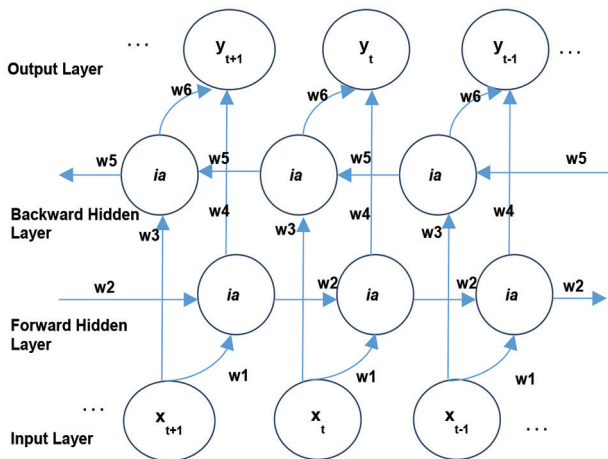 ... y t+1 y t y t-1 ...
Output Layer
w6 w6 w6
w5 w5 w5 w5
ia ia ia
Backward Hidden
Layer
w3 w4 w3 w4 w3 w4
w2 w2 w2 w2
ia ia ia
Forward Hidden
Layer
w1 w1 w1
... x t+1 x t x t-1 ...
Input Layer